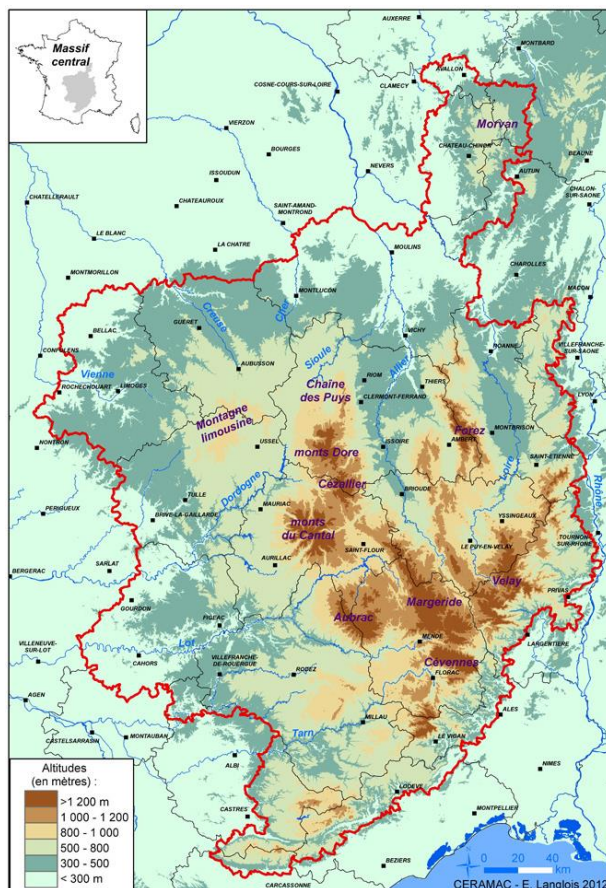 Massif
central
AUXERRE
MONTBARD
AVALLON
CLAMECY
COSNE-COURS-SUR-LOIRE
VIERZON
Morvan
BOURGES
CHATEAU-CHINON
BEAUNE
NEVERS
AUTUN
ISSOUDUN
CHATELLERAULT
CHATEAUROUX
CHALON-
SUR-SAONE
SAINT-AMAND-
MONTROND
LE BLANC
LA CHATRE
MOULINS
MONTMORILLON
CHAROLLES
MONTLUCON
MACON
Creuse
Cher
GUERET
BELLAC
VICHY
ROANNE
CONFOLENS
Sioule
Allier
VILLEFRANCHE-
SUR-SAONE
AUBUSSON
Vienne
RIOM
THIERS
ROCHECHOUART
LIMOGES
Chaîne
des Puys
CLERMONT-FERRAND
LYON
Montagne
limousine
Forez
MONTBRISON
NONTRON
USSEL
monts Dore
ISSOIRE
AMBERT
SAINT-ETIENNE
Loire
Rhône
Dordogne
Cézallier
TULLE
MAURIAC
BRIOUDE
PERIGUEUX
BRIVE-LA-GAILLARDE
monts
du Cantal
YSSINGEAUX
SAINT-FLOUR
LE PUY-EN-VELAY
TOURNON-
SUR-RHONE
AURILLAC
SARLAT
BERGERAC
Velay
PRIVAS
GOURDON
Aubrac
Margeride
FIGEAC
LARGENTIERE
Lot
MENDE
VILLENEUVE-
SUR-LOT
CAHORS
VILLEFRANCHE-
DE-ROUERGUE
RODEZ
Cévennes
FLORAC
AGEN
ALES
MILLAU
Tarn
CASTELSARRASIN
MONTAUBAN
LE VIGAN
ALBI
NIMES
Altitudes
(en mètres) :
>1 200 m
1 000 - 1 200
800 - 1 000
500 - 800
300 - 500
< 300 m
LODEVE
CASTRES
MONTPELLIER
BEZIERS
0 20 40
km
CARCASSONNE
CERAMAC - E. Langlois 2012